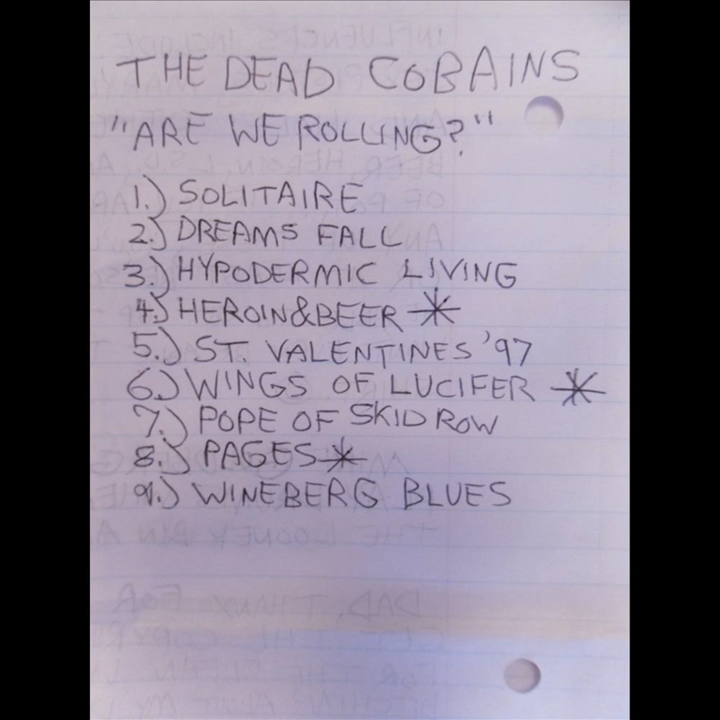 THE DEAD COBAINS
"ARE WE ROLLING?"
1.) SOLITAIRE
2.) DREAMS FALL
3.) HYPODERMIC LIVING
4.) HEROIN&BEER *
5.) ST. VALENTINES '97
6.) WINGS OF LUCIFER *
7.) POPE OF SKID ROW
8.) PAGES *
9.) WINEBERG BLUES